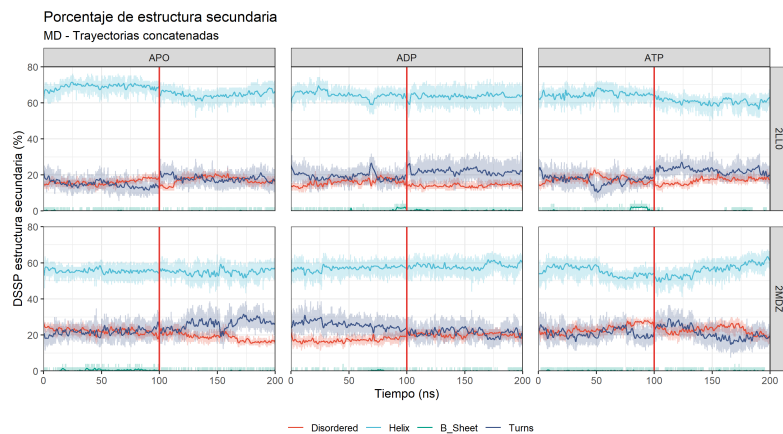 Porcentaje de estructura secundaria
MD - Trayectorias concatenadas
APO ADP ATP
80
60
40
20
0
2LL0
80
60
40
20
0
2MDZ
DSSP estructura secundaria (%)
0 50 100 150 200 0 50 100 150 200 0 50 100 150 200
Tiempo (ns)
Disordered Helix B_Sheet Turns